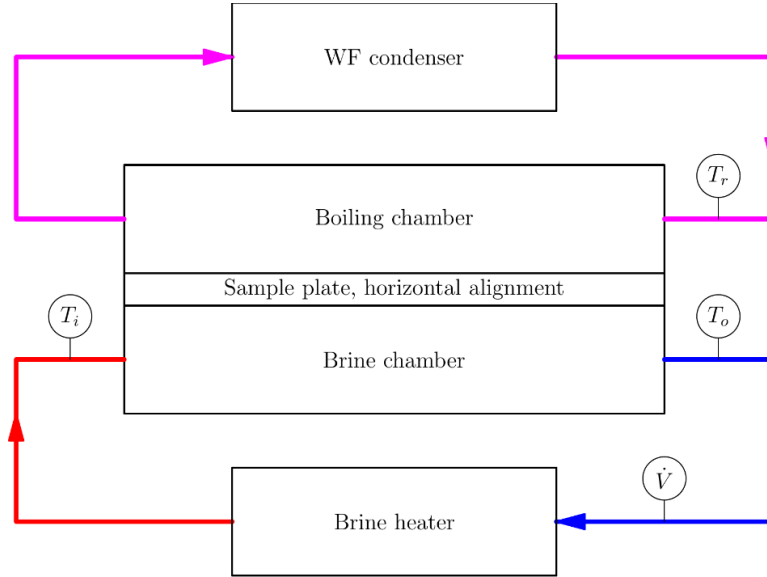 WF condenser
T_r
Boiling chamber
Sample plate, horizontal alignment
T_i
T_o
Brine chamber
V̇
Brine heater